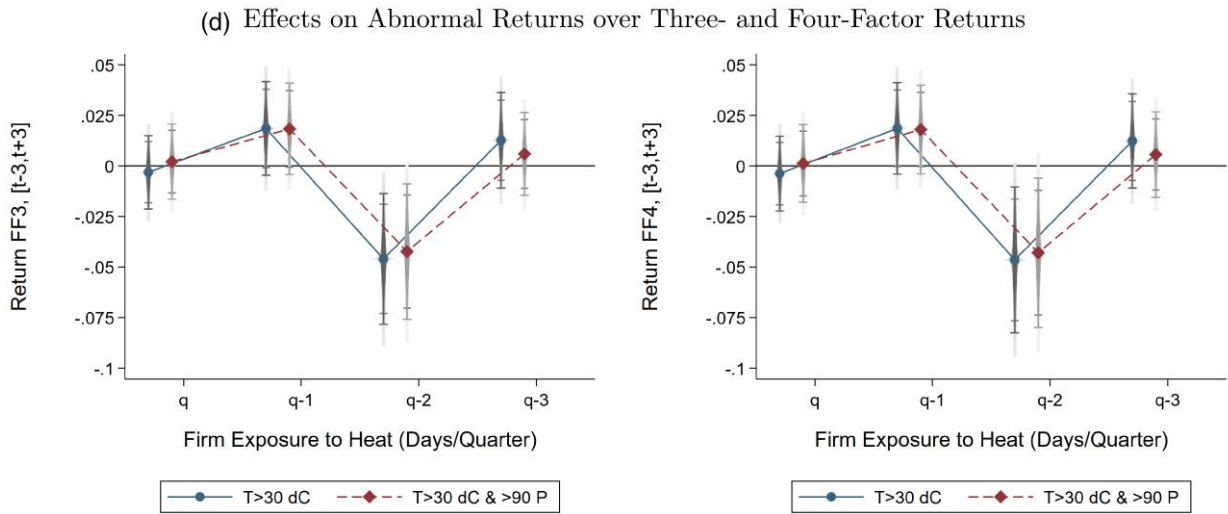 (d) Effects on Abnormal Returns over Three- and Four-Factor Returns
Return FF3, [t-3,t+3]
.05
.025
0
-.025
-.05
-.075
-.1
q q-1 q-2 q-3
Firm Exposure to Heat (Days/Quarter)
T>30 dC T>30 dC & >90 P
Return FF4, [t-3,t+3]
.05
.025
0
-.025
-.05
-.075
-.1
q q-1 q-2 q-3
Firm Exposure to Heat (Days/Quarter)
T>30 dC T>30 dC & >90 P